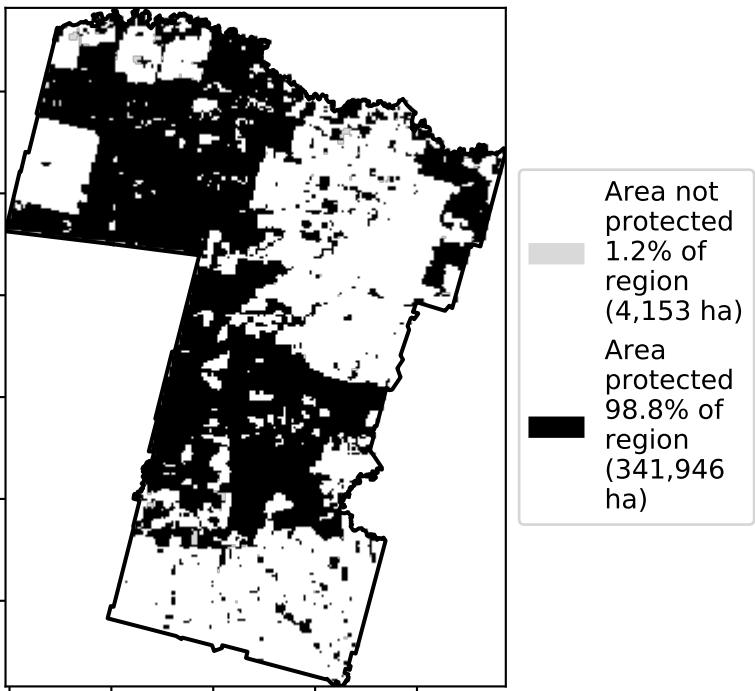 Area not
protected
1.2% of
region
(4,153 ha)
Area
protected
98.8% of
region
(341,946
ha)